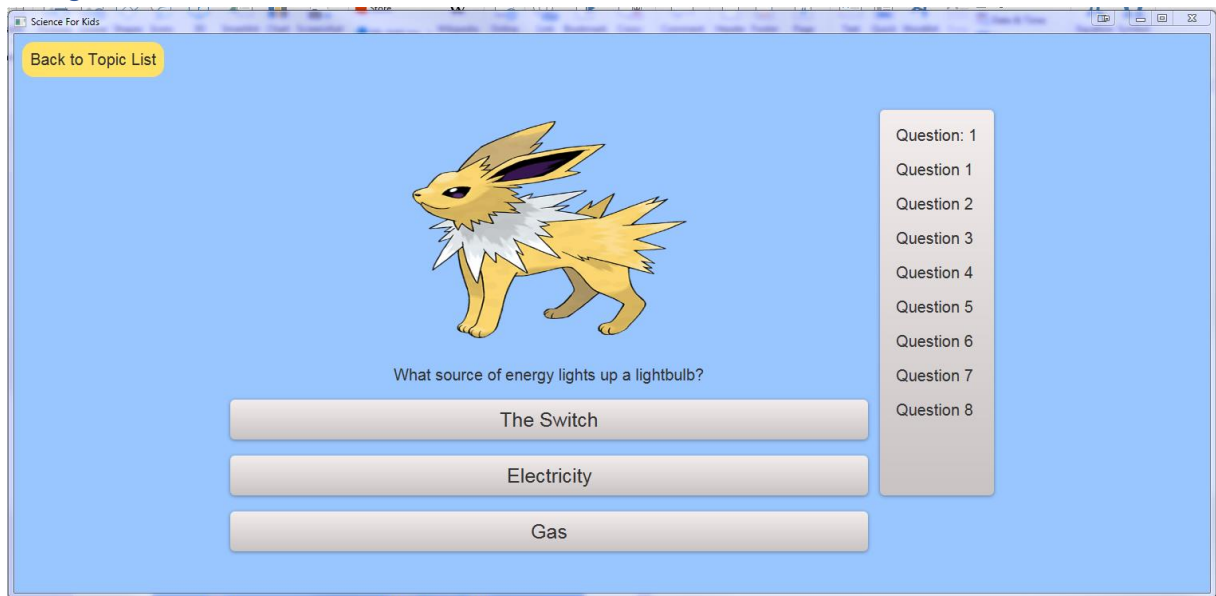 Science For Kids
Back to Topic List
What source of energy lights up a lightbulb?
The Switch
Electricity
Gas
Question: 1
Question 1
Question 2
Question 3
Question 4
Question 5
Question 6
Question 7
Question 8